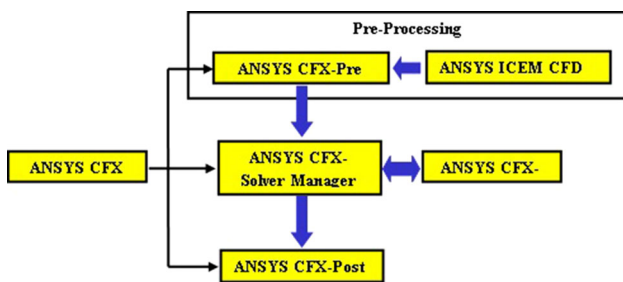 Pre-Processing
ANSYS CFX-Pre
ANSYS ICEM CFD
ANSYS CFX
ANSYS CFX-
Solver Manager
ANSYS CFX-
ANSYS CFX-Post